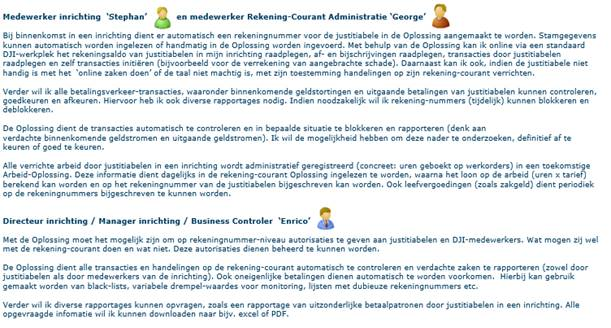 Medewerker inrichting 'Stephan' en medewerker Rekening-Courant Administratie 'George'
Bij binnenkomst in een inrichting dient er automatisch een rekeningnummer voor de justitiabele in de Oplossing aangemaakt te worden. Stamgegevens
kunnen automatisch worden ingelezen of handmatig in de Oplossing worden ingevoerd. Met behulp van de Oplossing kan ik online via een standaard
DJI-werkplek het rekeningsaldo van justitiabelen in mijn inrichting raadplegen, af- en bijschrijvingen raadplegen, transacties door justitiabelen
raadplegen en zelf transacties initiëren (bijvoorbeeld voor de verrekening van aangebrachte schade). Daarnaast kan ik ook, indien de justitiabele niet
handig is met het 'online zaken doen' of de taal niet machtig is, met zijn toestemming handelingen op zijn rekening-courant verrichten.
Verder wil ik alle betalingsverkeer-transacties, waaronder binnenkomende geldstortingen en uitgaande betalingen van justitiabelen kunnen controleren,
goedkeuren en afkeuren. Hiervoor heb ik ook diverse rapportages nodig. Indien noodzakelijk wil ik rekening-nummers (tijdelijk) kunnen blokkeren en
deblokkeren.
De Oplossing dient de transacties automatisch te controleren en in bepaalde situatie te blokkeren en rapporteren (denk aan
verdachte binnenkomende geldstromen en uitgaande geldstromen). Ik wil de mogelijkheid hebben om deze nader te onderzoeken, definitief af te
keuren of goed te keuren.
Alle verrichte arbeid door justitiabelen in een inrichting wordt administratief geregistreerd (concreet: uren geboekt op werkorders) in een toekomstige
Arbeid-Oplossing. Deze informatie dient dagelijks in de rekening-courant Oplossing ingelezen te worden, waarna het loon op de arbeid (uren x tarief)
berekend kan worden en op het rekeningnummer van de justitiabelen bijgeschreven kan worden. Ook leefvergoedingen (zoals zakgeld) dient periodiek
op de rekeningnummers bijgeschreven te kunnen worden.
Directeur inrichting / Manager inrichting / Business Controler 'Enrico'
Met de Oplossing moet het mogelijk zijn om op rekeningnummer-niveau autorisaties te geven aan justitiabelen en DJI-medewerkers. Wat mogen zij wel
met de rekening-courant doen en wat niet. Deze autorisaties dienen beheerd te kunnen worden.
De Oplossing dient alle transacties en handelingen op de rekening-courant automatisch te controleren en verdachte zaken te rapporteren (zowel door
justitiabelen als door medewerkers van de inrichting). Ook oneigenlijke betalingen dienen automatisch te worden voorkomen. Hierbij kan gebruik
gemaakt worden van black-lists, variabele drempel-waardes voor monitoring, lijsten met dubieuze rekeningnummers etc.
Verder wil ik diverse rapportages kunnen opvragen, zoals een rapportage van uitzonderlijke betaalpatronen door justitiabelen in een inrichting. Alle
opgevraagde infomatie wil ik kunnen downloaden naar bijv. excel of PDF.